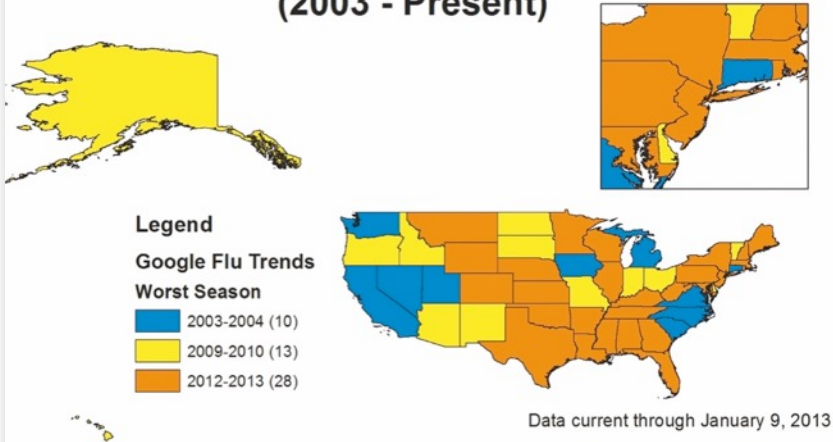 (2003 - Present)
Legend
Google Flu Trends
Worst Season
2003-2004 (10)
2009-2010 (13)
2012-2013 (28)
Data current through January 9, 2013